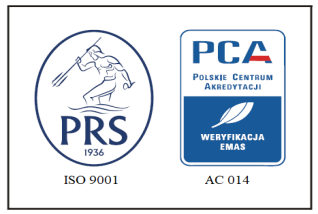 PRS
1936
ISO 9001
PCA
POLSKIE CENTRUM
AKREDYTACJI
WERYFIKACJA
EMAS
AC 014